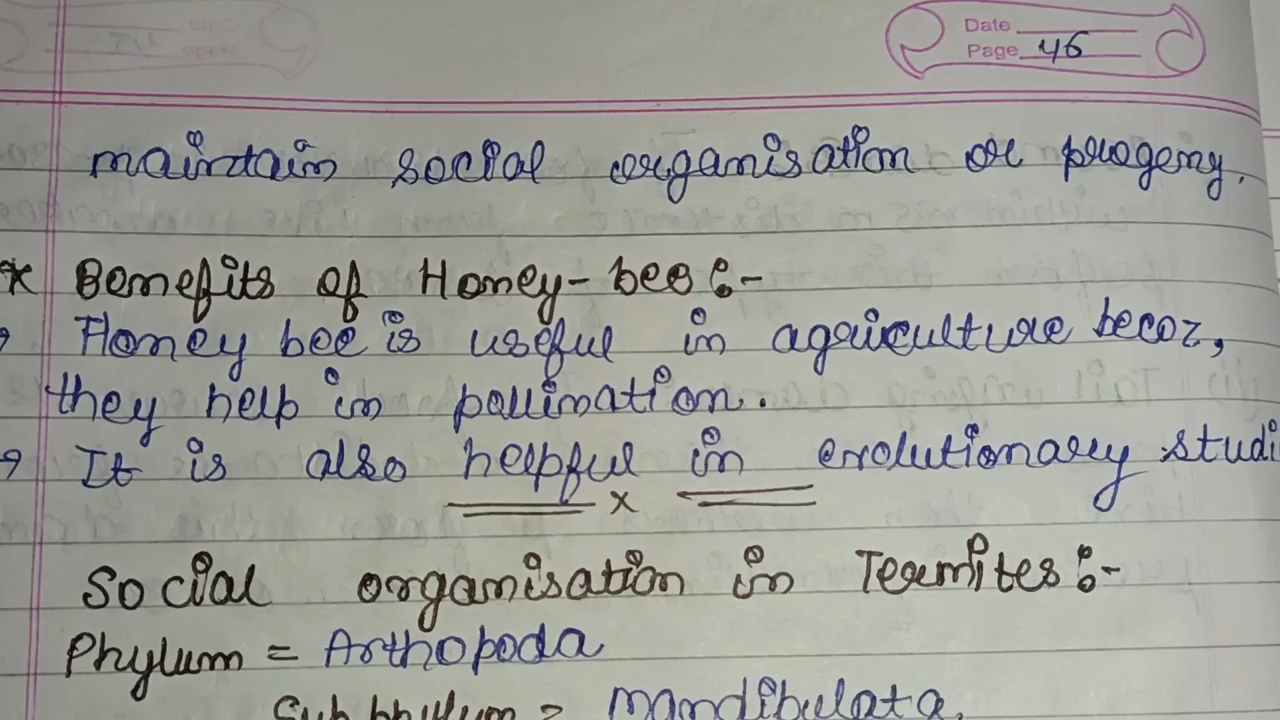 Date
Page 46
maintain social organisation or progeny.
* Benefits of Honey-bee :-
Honey bee is useful in agriculture becoz,
they help in pollination.
→ It is also helpful in evolutionary studi
x
Social organisation in Termites :-
Phylum = Arthopoda
Subphylum = Mandibulata.